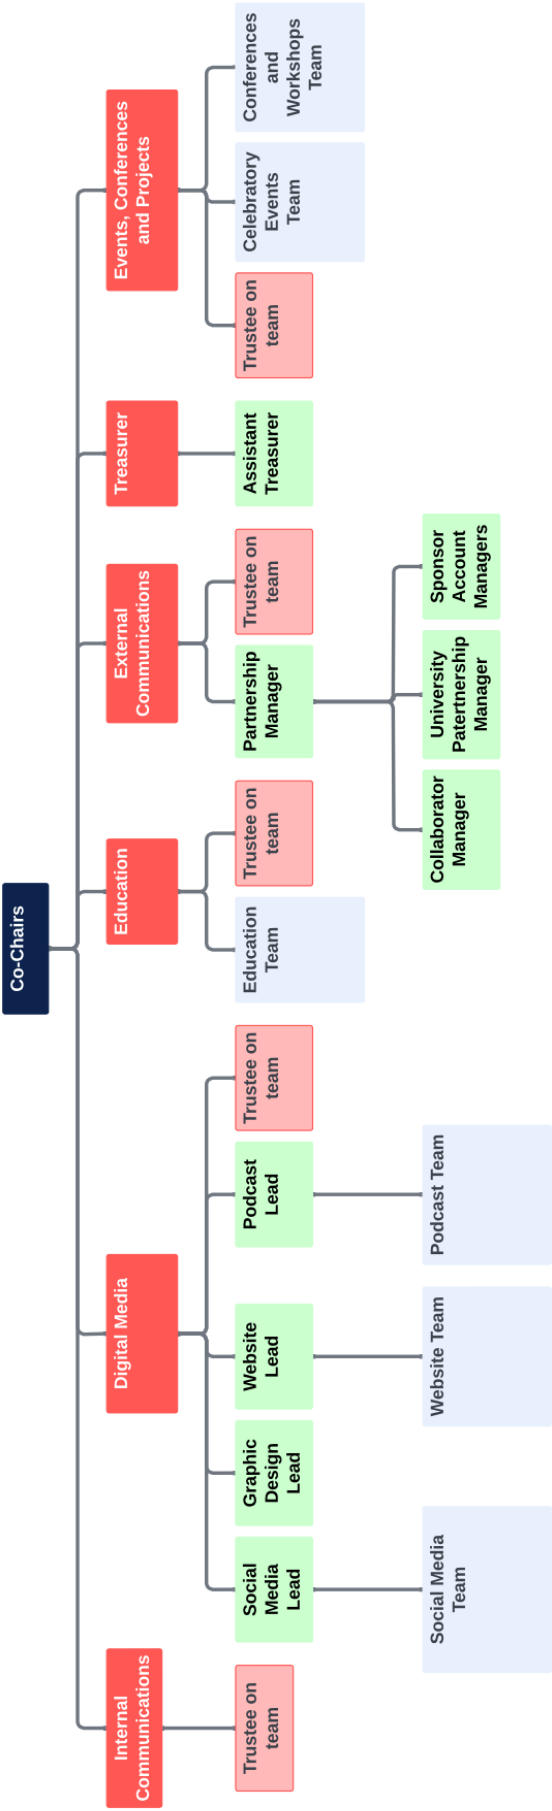 Co-Chairs
Internal
Communications
Digital Media
Education
External
Communications
Treasurer
Events, Conferences
and Projects
Trustee on
team
Social
Media
Lead
Graphic
Design
Lead
Website
Lead
Podcast
Lead
Trustee on
team
Education
Team
Trustee on
team
Partnership
Manager
Trustee on
team
Assistant
Treasurer
Trustee on
team
Celebratory
Events
Team
Conferences
and
Workshops
Team
Social Media
Team
Website Team
Podcast Team
Collaborator
Manager
University
Patertnership
Manager
Sponsor
Account
Managers